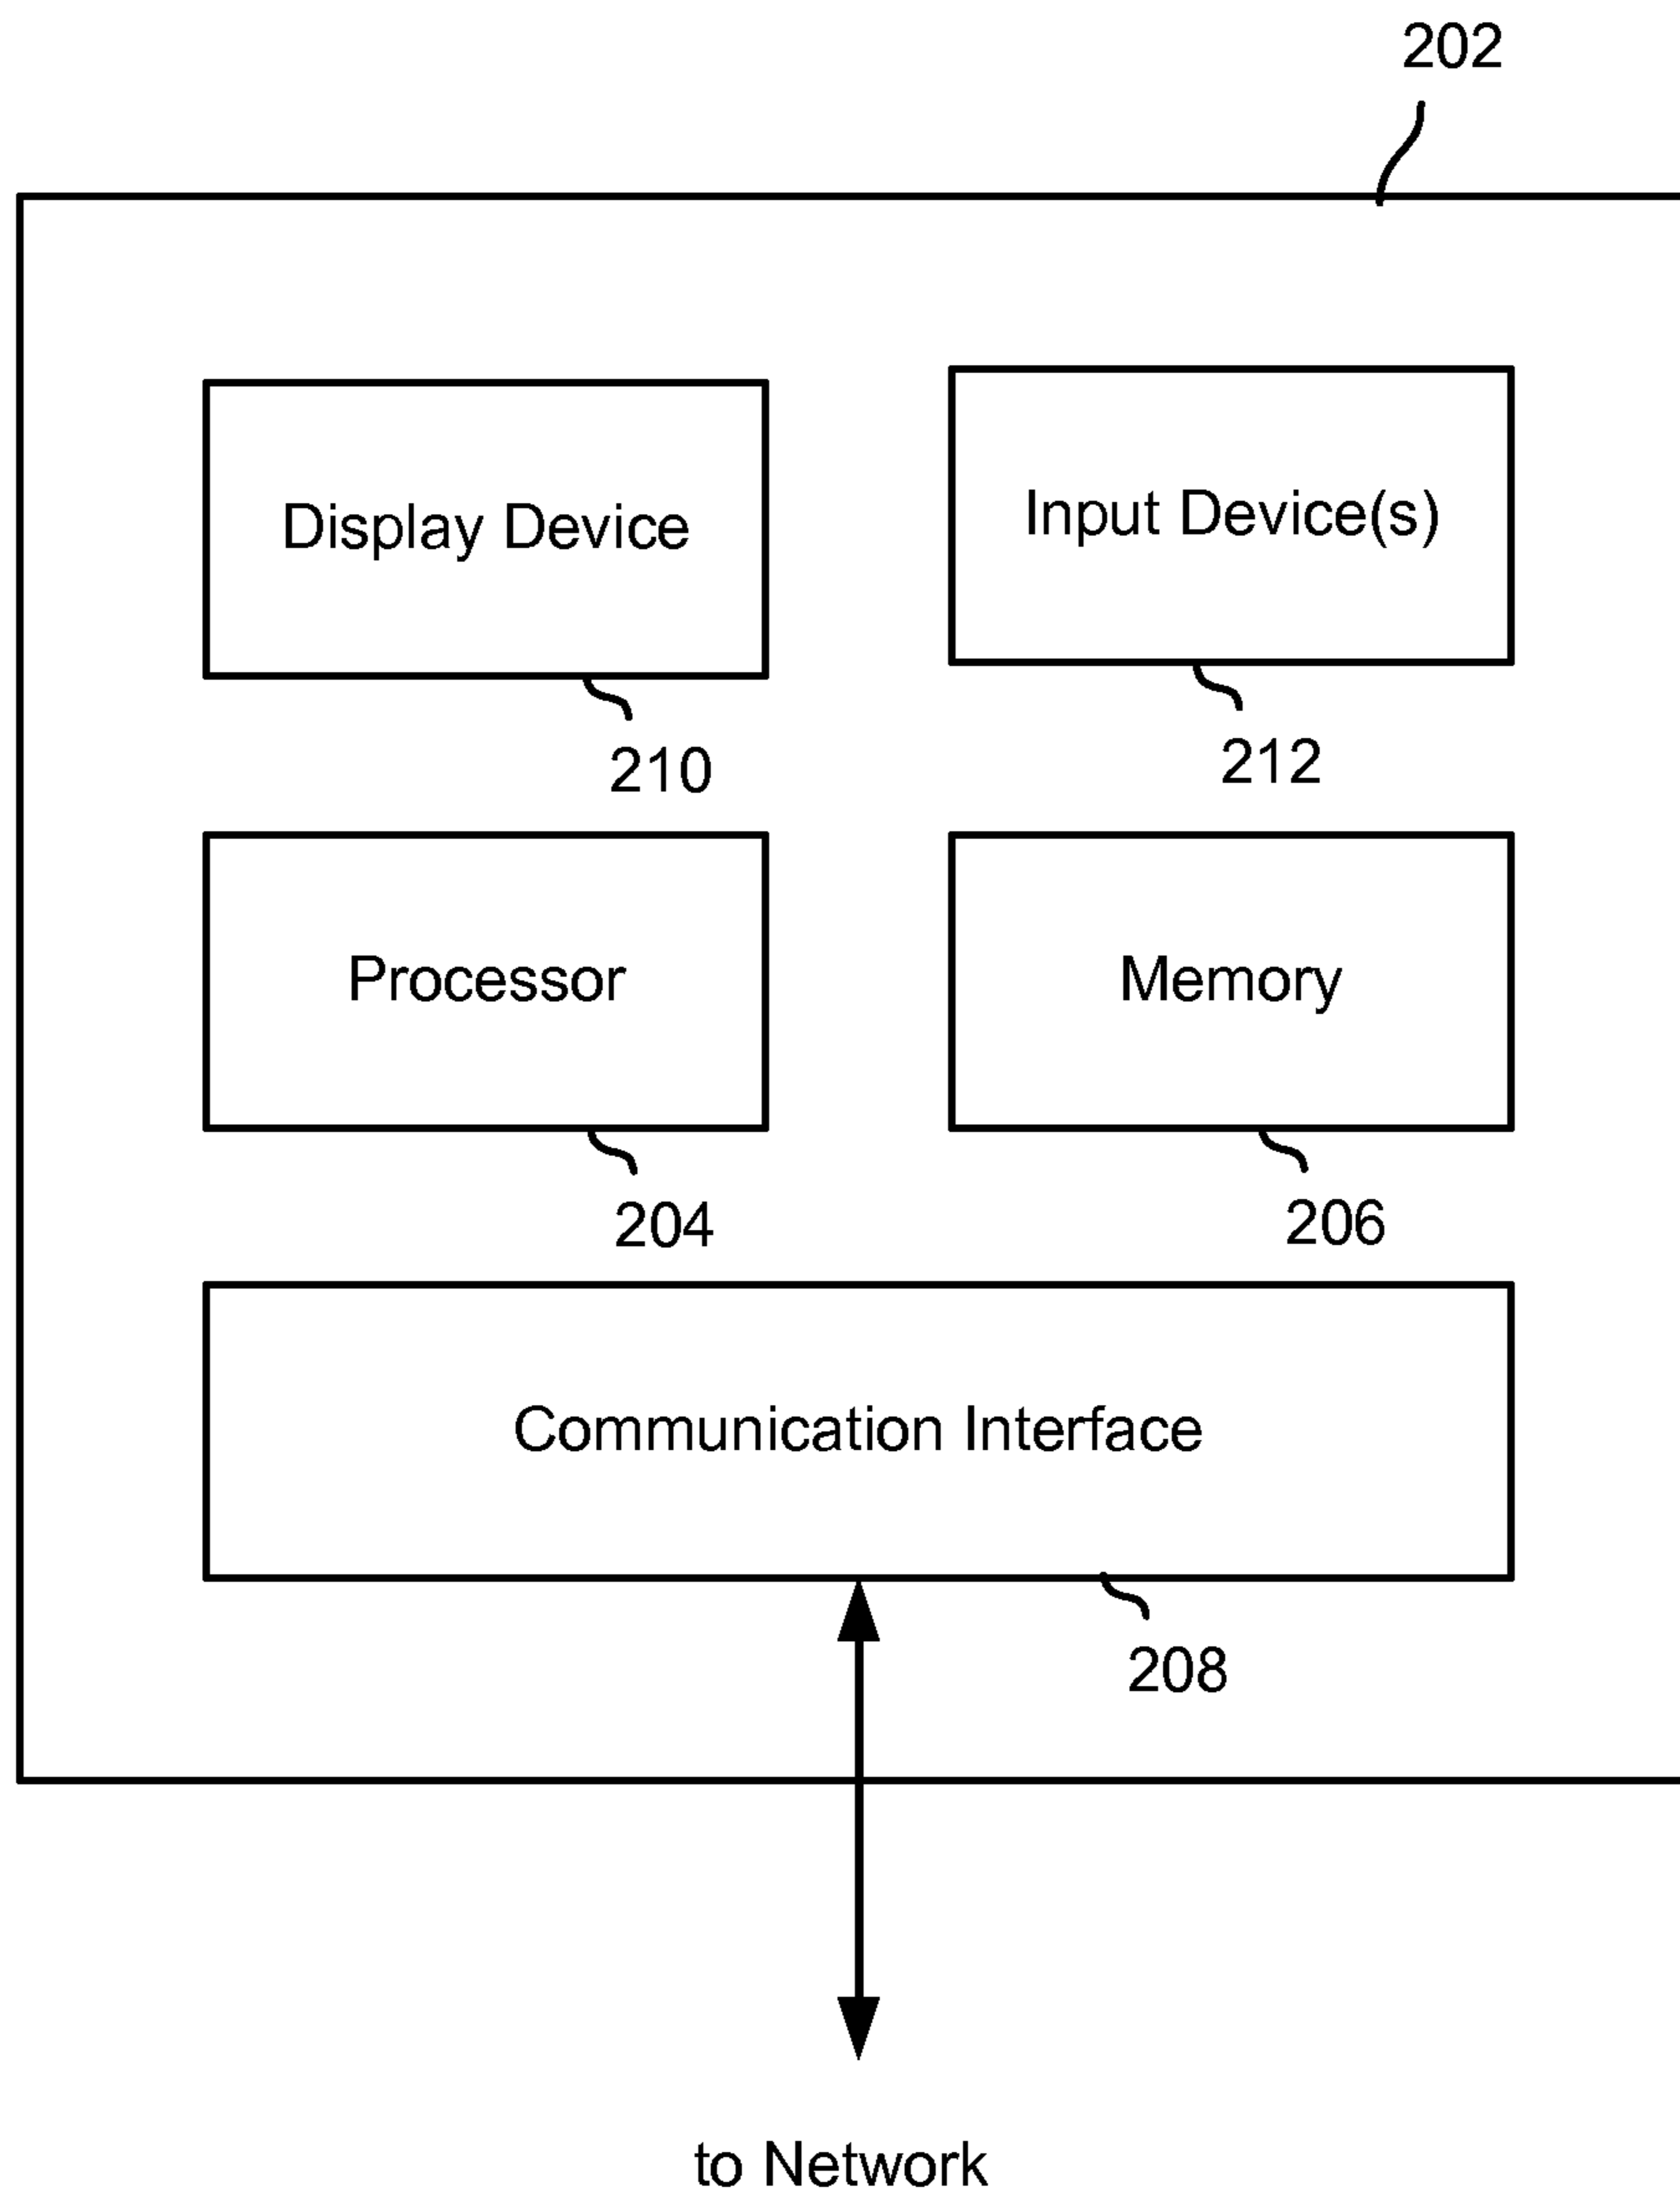 202
Display Device
Input Device(s)
210
212
Processor
Memory
204
206
Communication Interface
208
to Network